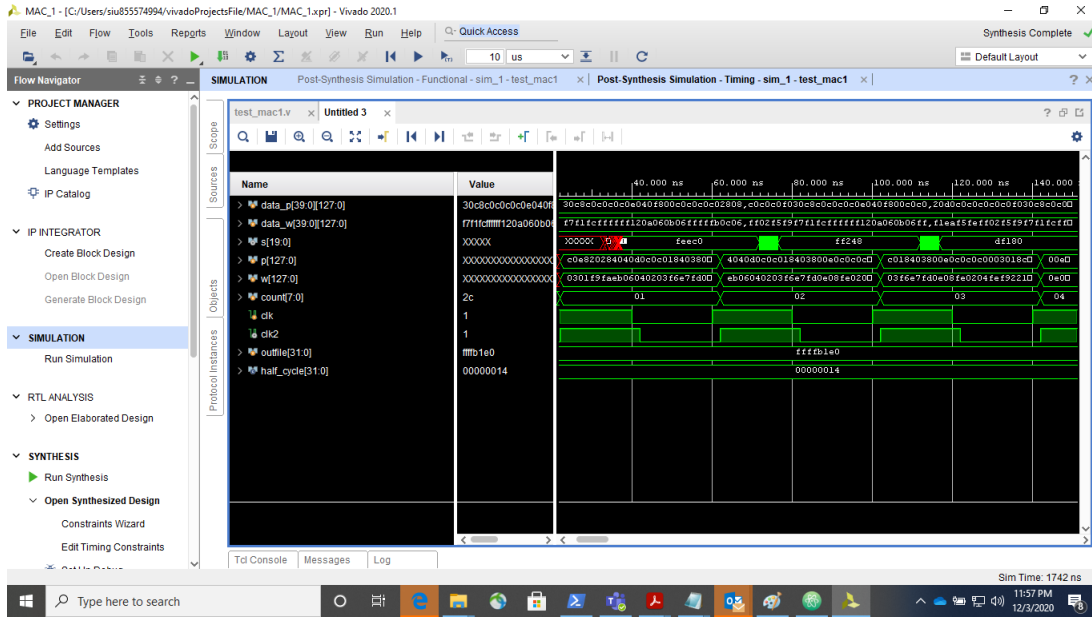 MAC_1 - [C:/Users/siu855574994/vivadoProjectsFile/MAC_1/MAC_1.xpr] - Vivado 2020.1
File Edit Flow Tools Reports Window Layout View Run Help Quick Access Synthesis Complete
10 us Default Layout
Flow Navigator
SIMULATION Post-Synthesis Simulation - Functional - sim_1 - test_mac1 Post-Synthesis Simulation - Timing - sim_1 - test_mac1
PROJECT MANAGER
Settings
Add Sources
Language Templates
IP Catalog
IP INTEGRATOR
Create Block Design
Open Block Design
Generate Block Design
SIMULATION
Run Simulation
RTL ANALYSIS
Open Elaborated Design
SYNTHESIS
Run Synthesis
Open Synthesized Design
Constraints Wizard
Edit Timing Constraints
Scope
Sources
Objects
Protocol Instances
test_mac1.v Untitled 3
Name Value
40.000 ns 60.000 ns 80.000 ns 100.000 ns 120.000 ns 140.000
data_p[39:0][127:0]
data_w[39:0][127:0]
s[19:0] XXXXX XXXXX feec0 ff248 df180
p[127:0] XXXXXXXXXXXXXXXX
w[127:0] XXXXXXXXXXXXXXXX
count[7:0] 2c 01 02 03 04
clk 1
clk2 1
outfile[31:0] ffffb1e0 ffffb1e0
half_cycle[31:0] 00000014 00000014
Tcl Console Messages Log
Sim Time: 1742 ns
Type here to search
11:57 PM
12/3/2020